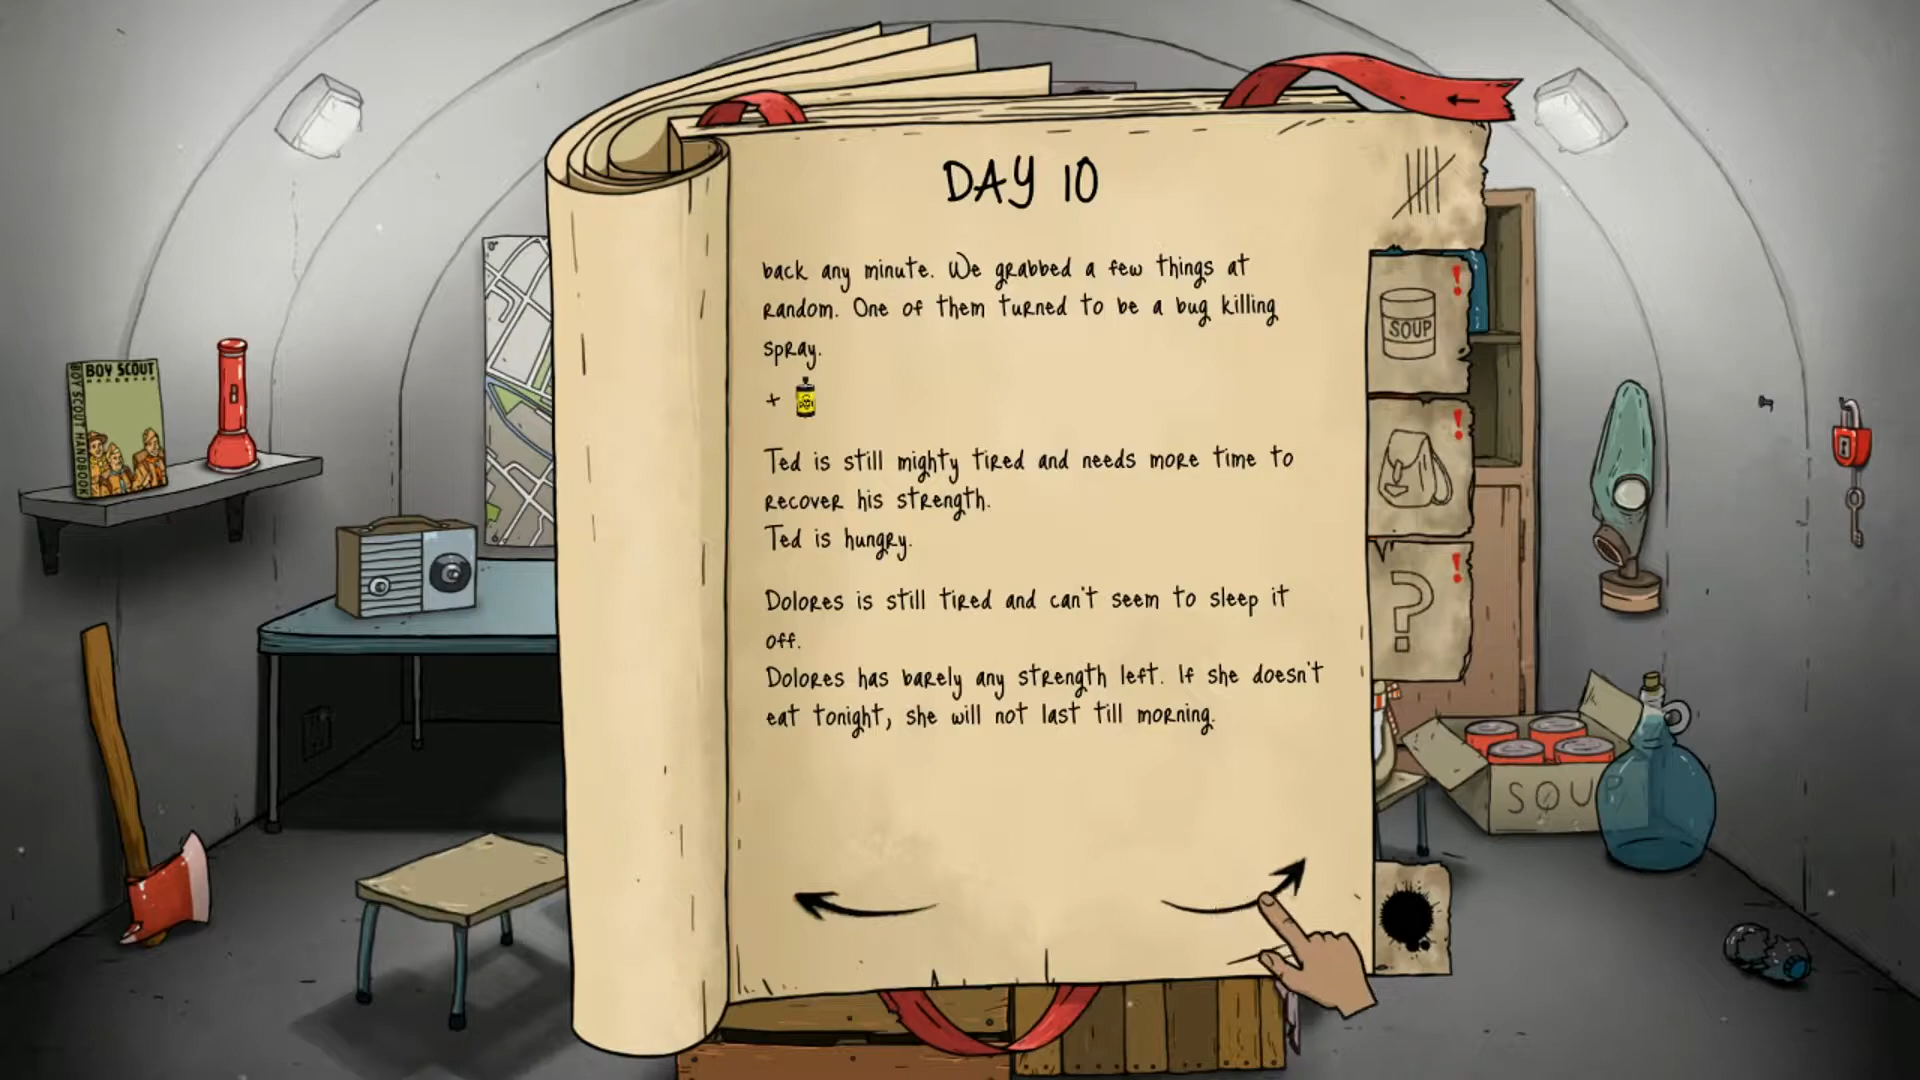 DAY 10
back any minute. We grabbed a few things at
random. One of them turned to be a bug killing
spray.
+
Ted is still mighty tired and needs more time to
recover his strength.
Ted is hungry.
Dolores is still tired and can't seem to sleep it
off.
Dolores has barely any strength left. If she doesn't
eat tonight, she will not last till morning.
SOUP
!
!
!
?
BOY SCOUT
HANDBOOK
BOY SCOUT HANDBOOK
SOU